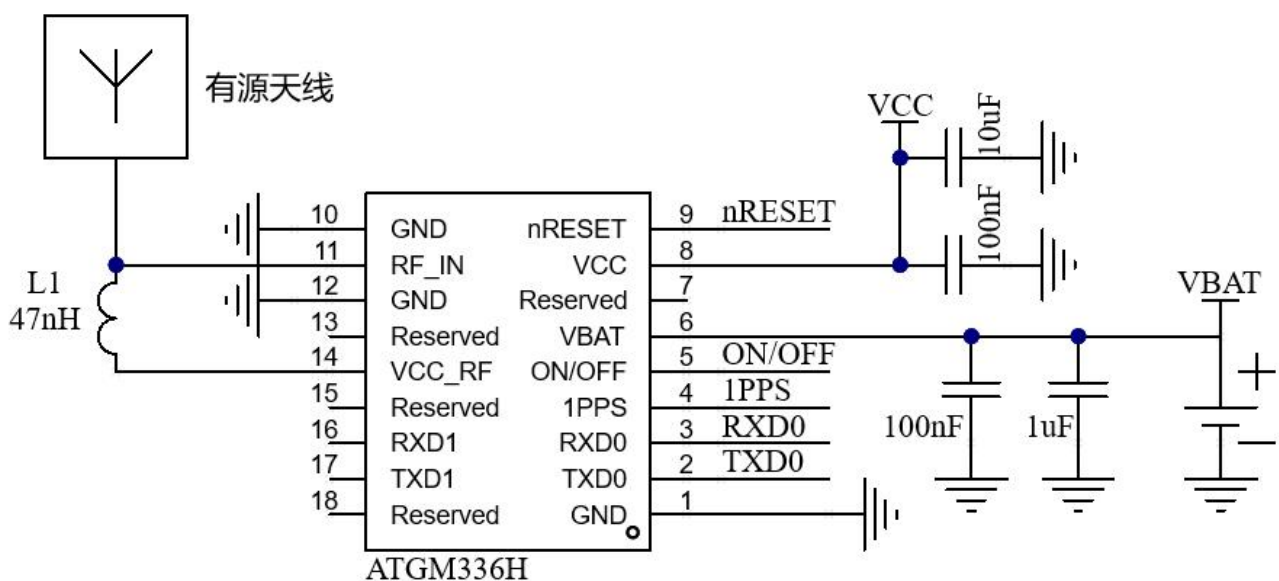 有源天线
VCC
10uF
100nF
10
GND
nRESET
9
nRESET
11
RF_IN
VCC
8
L1
47nH
12
GND
Reserved
7
VBAT
13
Reserved
VBAT
6
14
VCC_RF
ON/OFF
5
ON/OFF
+
15
Reserved
1PPS
4
1PPS
16
RXD1
RXD0
3
RXD0
100nF
1uF
−
17
TXD1
TXD0
2
TXD0
18
Reserved
GND
1
ATGM336H